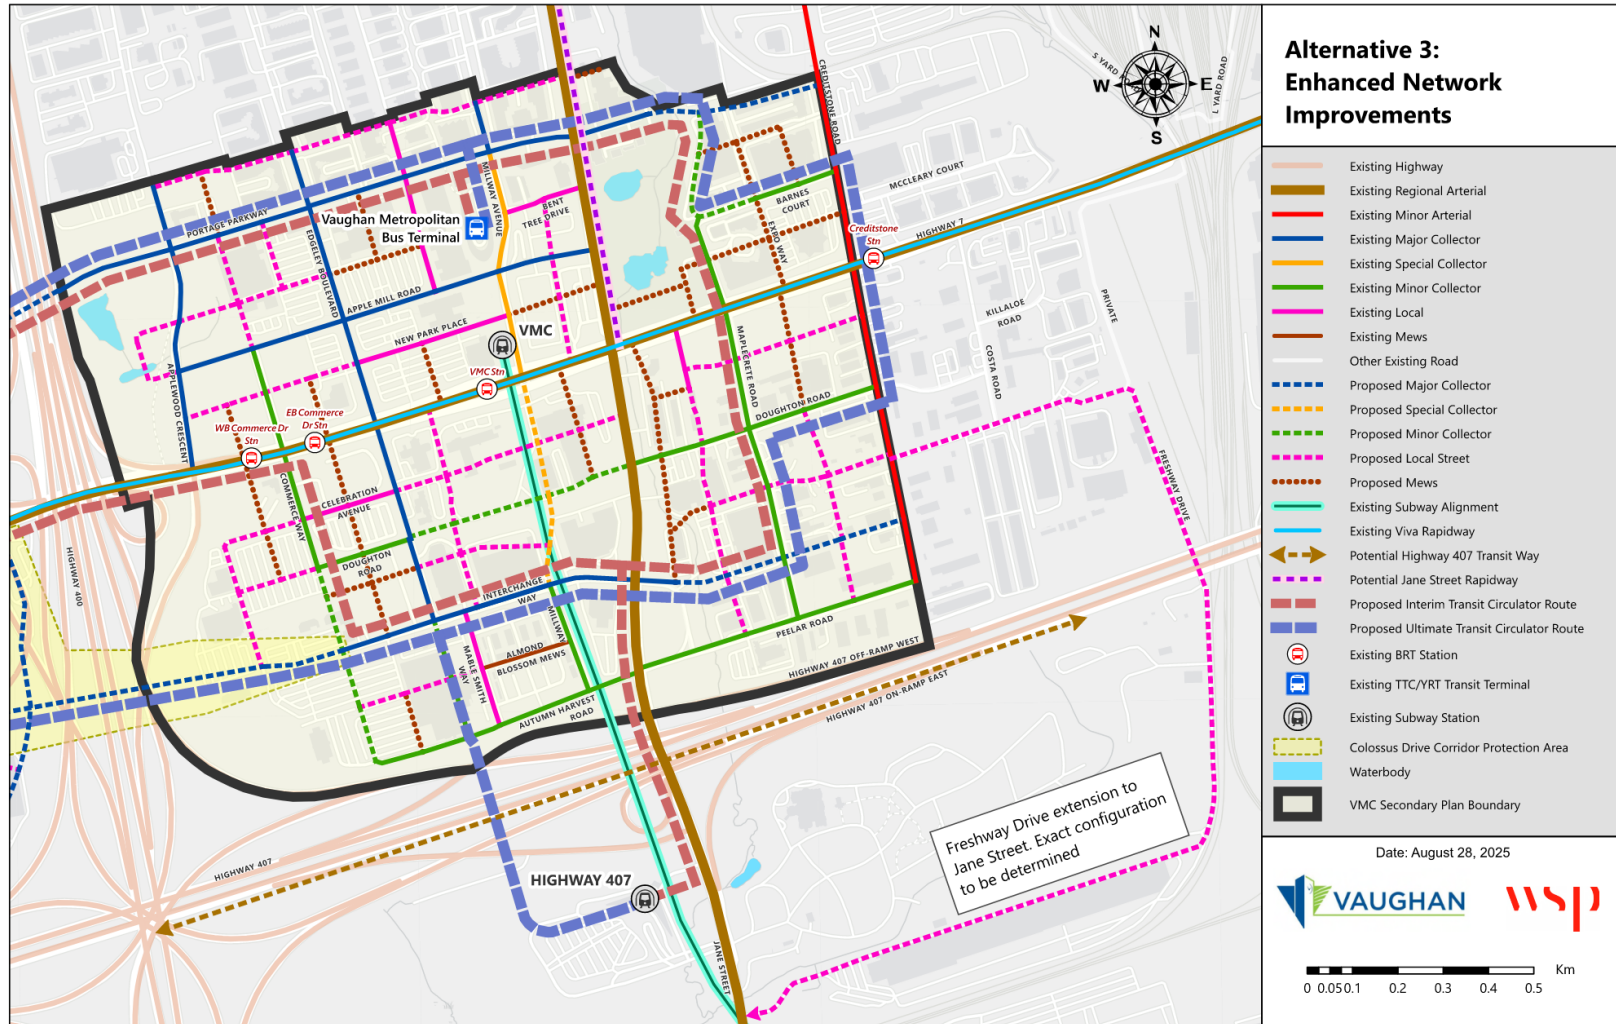 Alternative 3:
Enhanced Network
Improvements
Existing Highway
Existing Regional Arterial
Existing Minor Arterial
Existing Major Collector
Existing Special Collector
Existing Minor Collector
Existing Local
Existing Mews
Other Existing Road
Proposed Major Collector
Proposed Special Collector
Proposed Minor Collector
Proposed Local Street
Proposed Mews
Existing Subway Alignment
Existing Viva Rapidway
Potential Highway 407 Transit Way
Potential Jane Street Rapidway
Proposed Interim Transit Circulator Route
Proposed Ultimate Transit Circulator Route
Existing BRT Station
Existing TTC/YRT Transit Terminal
Existing Subway Station
Colossus Drive Corridor Protection Area
Waterbody
VMC Secondary Plan Boundary
Date: August 28, 2025
VAUGHAN
wsp
Km
0 0.05 0.1 0.2 0.3 0.4 0.5
N
W E
S
S YARD
L YARD ROAD
CREDITSTONE ROAD
MCCLEARY COURT
HIGHWAY 7
Creditstone
Stn
BARNES
COURT
EXPO WAY
MILLWAY AVENUE
BENT
TREE DRIVE
Vaughan Metropolitan
Bus Terminal
PORTAGE PARKWAY
EDGELEY BOULEVARD
APPLE MILL ROAD
NEW PARK PLACE
VMC
VMC Stn
APPLEWOOD CRESCENT
EB Commerce
Dr Stn
WB Commerce Dr
Stn
COMMERCE WAY
CELEBRATION
AVENUE
DOUGHTON
ROAD
MAPLECRETE ROAD
DOUGHTON ROAD
KILLALOE
ROAD
PRIVATE
COSTA ROAD
FRESHWAY DRIVE
HIGHWAY 400
INTERCHANGE
WAY
MILLWAY
ALMOND
BLOSSOM MEWS
MABLE SMITH
WAY
AUTUMN HARVEST
ROAD
PEELAR ROAD
HIGHWAY 407 OFF-RAMP WEST
HIGHWAY 407 ON-RAMP EAST
HIGHWAY 407
HIGHWAY 407
JANE STREET
Freshway Drive extension to
Jane Street. Exact configuration
to be determined